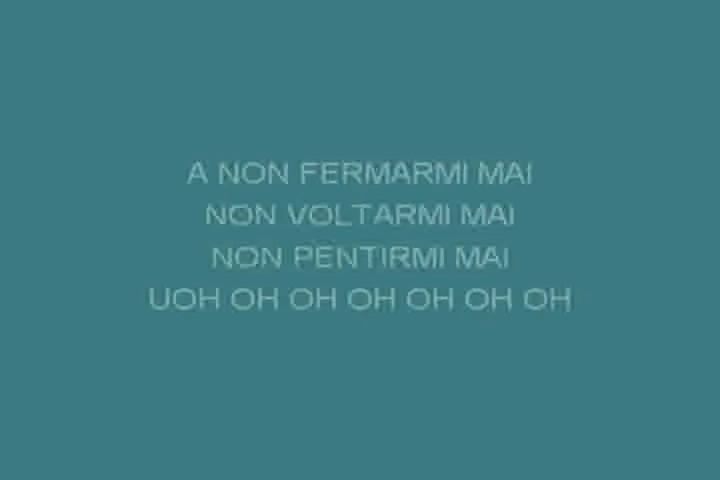 A NON FERMARMI MAI
NON VOLTARMI MAI
NON PENTIRMI MAI
UOH OH OH OH OH OH OH